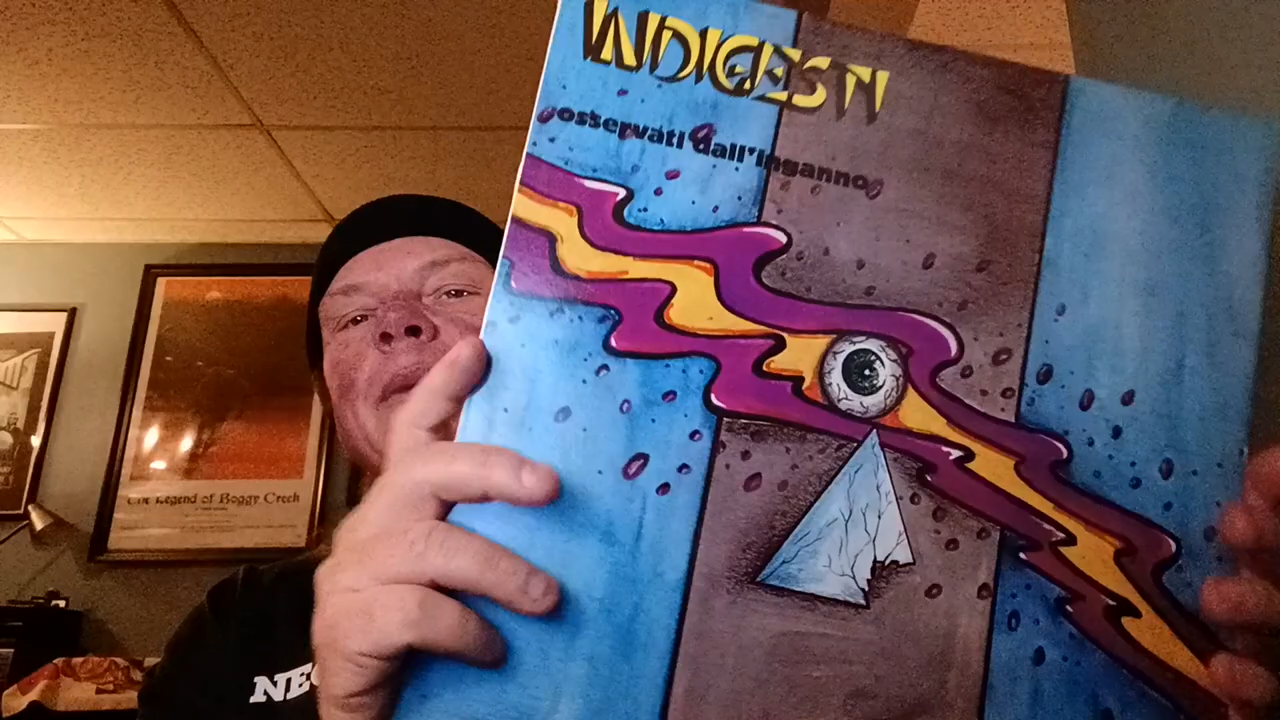 INDIGESTI
osservati dall'inganno
The Legend of Boggy Creek
NE